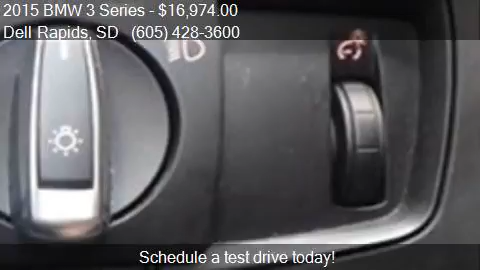 2015 BMW 3 Series - $16,974.00
Dell Rapids, SD (605) 428-3600
Schedule a test drive today!